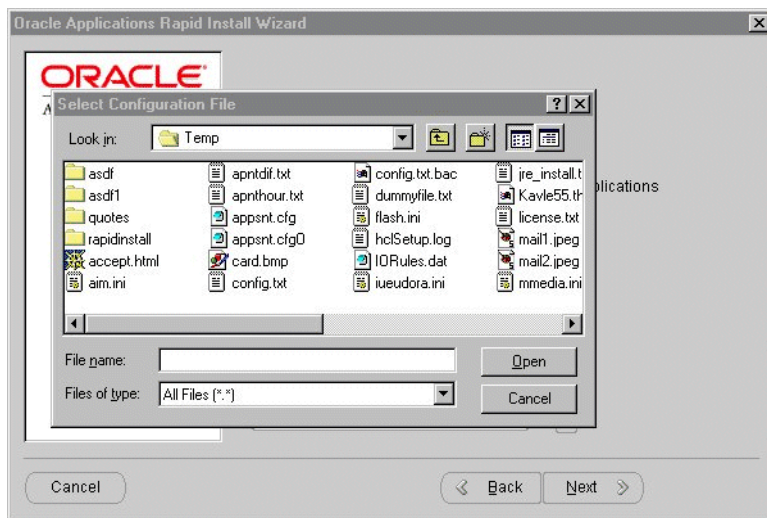 Oracle Applications Rapid Install Wizard
ORACLE
A
Select Configuration File
Look in: Temp
asdf apntdif.txt config.txt.bac jre_install.t
asdf1 apnthour.txt dummyfile.txt Kavle55.th
plications
quotes appsnt.cfg flash.ini license.txt
rapidinstall appsnt.cfg0 hclSetup.log mail1.jpeg
accept.html card.bmp IORules.dat mail2.jpeg
aim.ini config.txt iueudora.ini mmedia.ini
File name: Open
Files of type: All Files (*.*) Cancel
Cancel Back Next